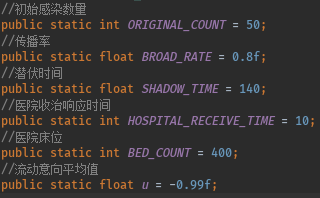 //初始感染数量
public static int ORIGINAL_COUNT = 50;
//传播率
public static float BROAD_RATE = 0.8f;
//潜伏时间
public static float SHADOW_TIME = 140;
//医院收治响应时间
public static int HOSPITAL_RECEIVE_TIME = 10;
//医院床位
public static int BED_COUNT = 400;
//流动意向平均值
public static float u = -0.99f;